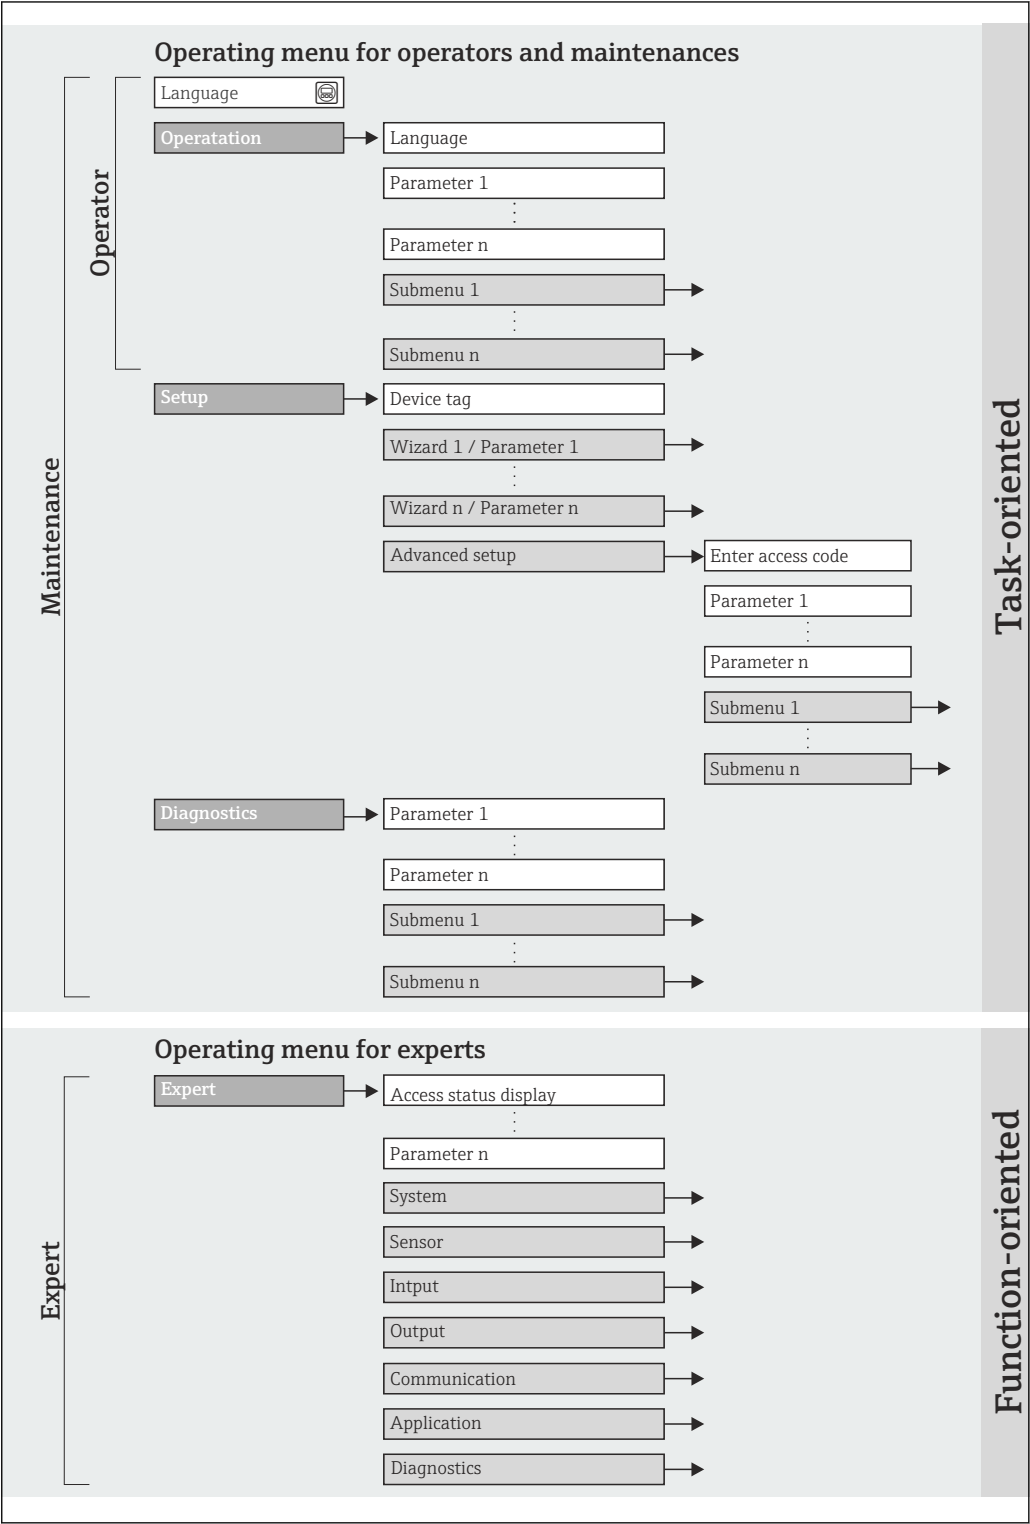 Operating menu for operators and maintenances
Language
Operatation
Language
Parameter 1
Parameter n
Submenu 1
Submenu n
Operator
Setup
Device tag
Wizard 1 / Parameter 1
Wizard n / Parameter n
Advanced setup
Enter access code
Parameter 1
Parameter n
Submenu 1
Submenu n
Maintenance
Diagnostics
Parameter 1
Parameter n
Submenu 1
Submenu n
Task-oriented
Operating menu for experts
Expert
Access status display
Parameter n
System
Sensor
Intput
Output
Communication
Application
Diagnostics
Expert
Function-oriented